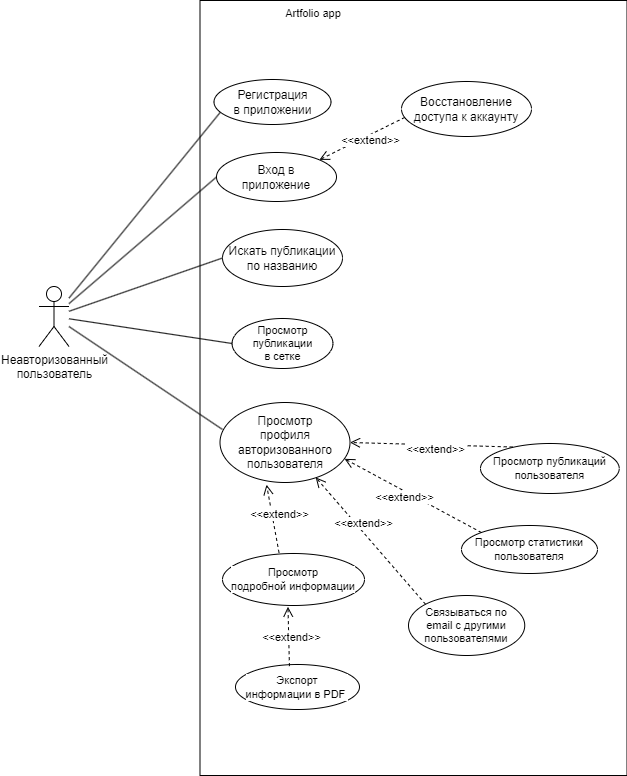 Artfolio app
Регистрация
в приложении
Восстановление
доступа к аккаунту
<<extend>>
Вход в
приложение
Искать публикации
по названию
Неавторизованный
пользователь
Просмотр
публикации
в сетке
Просмотр
профиля
авторизованного
пользователя
<<extend>>
Просмотр публикаций
пользователя
<<extend>>
<<extend>>
<<extend>>
Просмотр статистики
пользователя
Просмотр
подробной информации
Связываться по
email с другими
пользователями
<<extend>>
Экспорт
информации в PDF